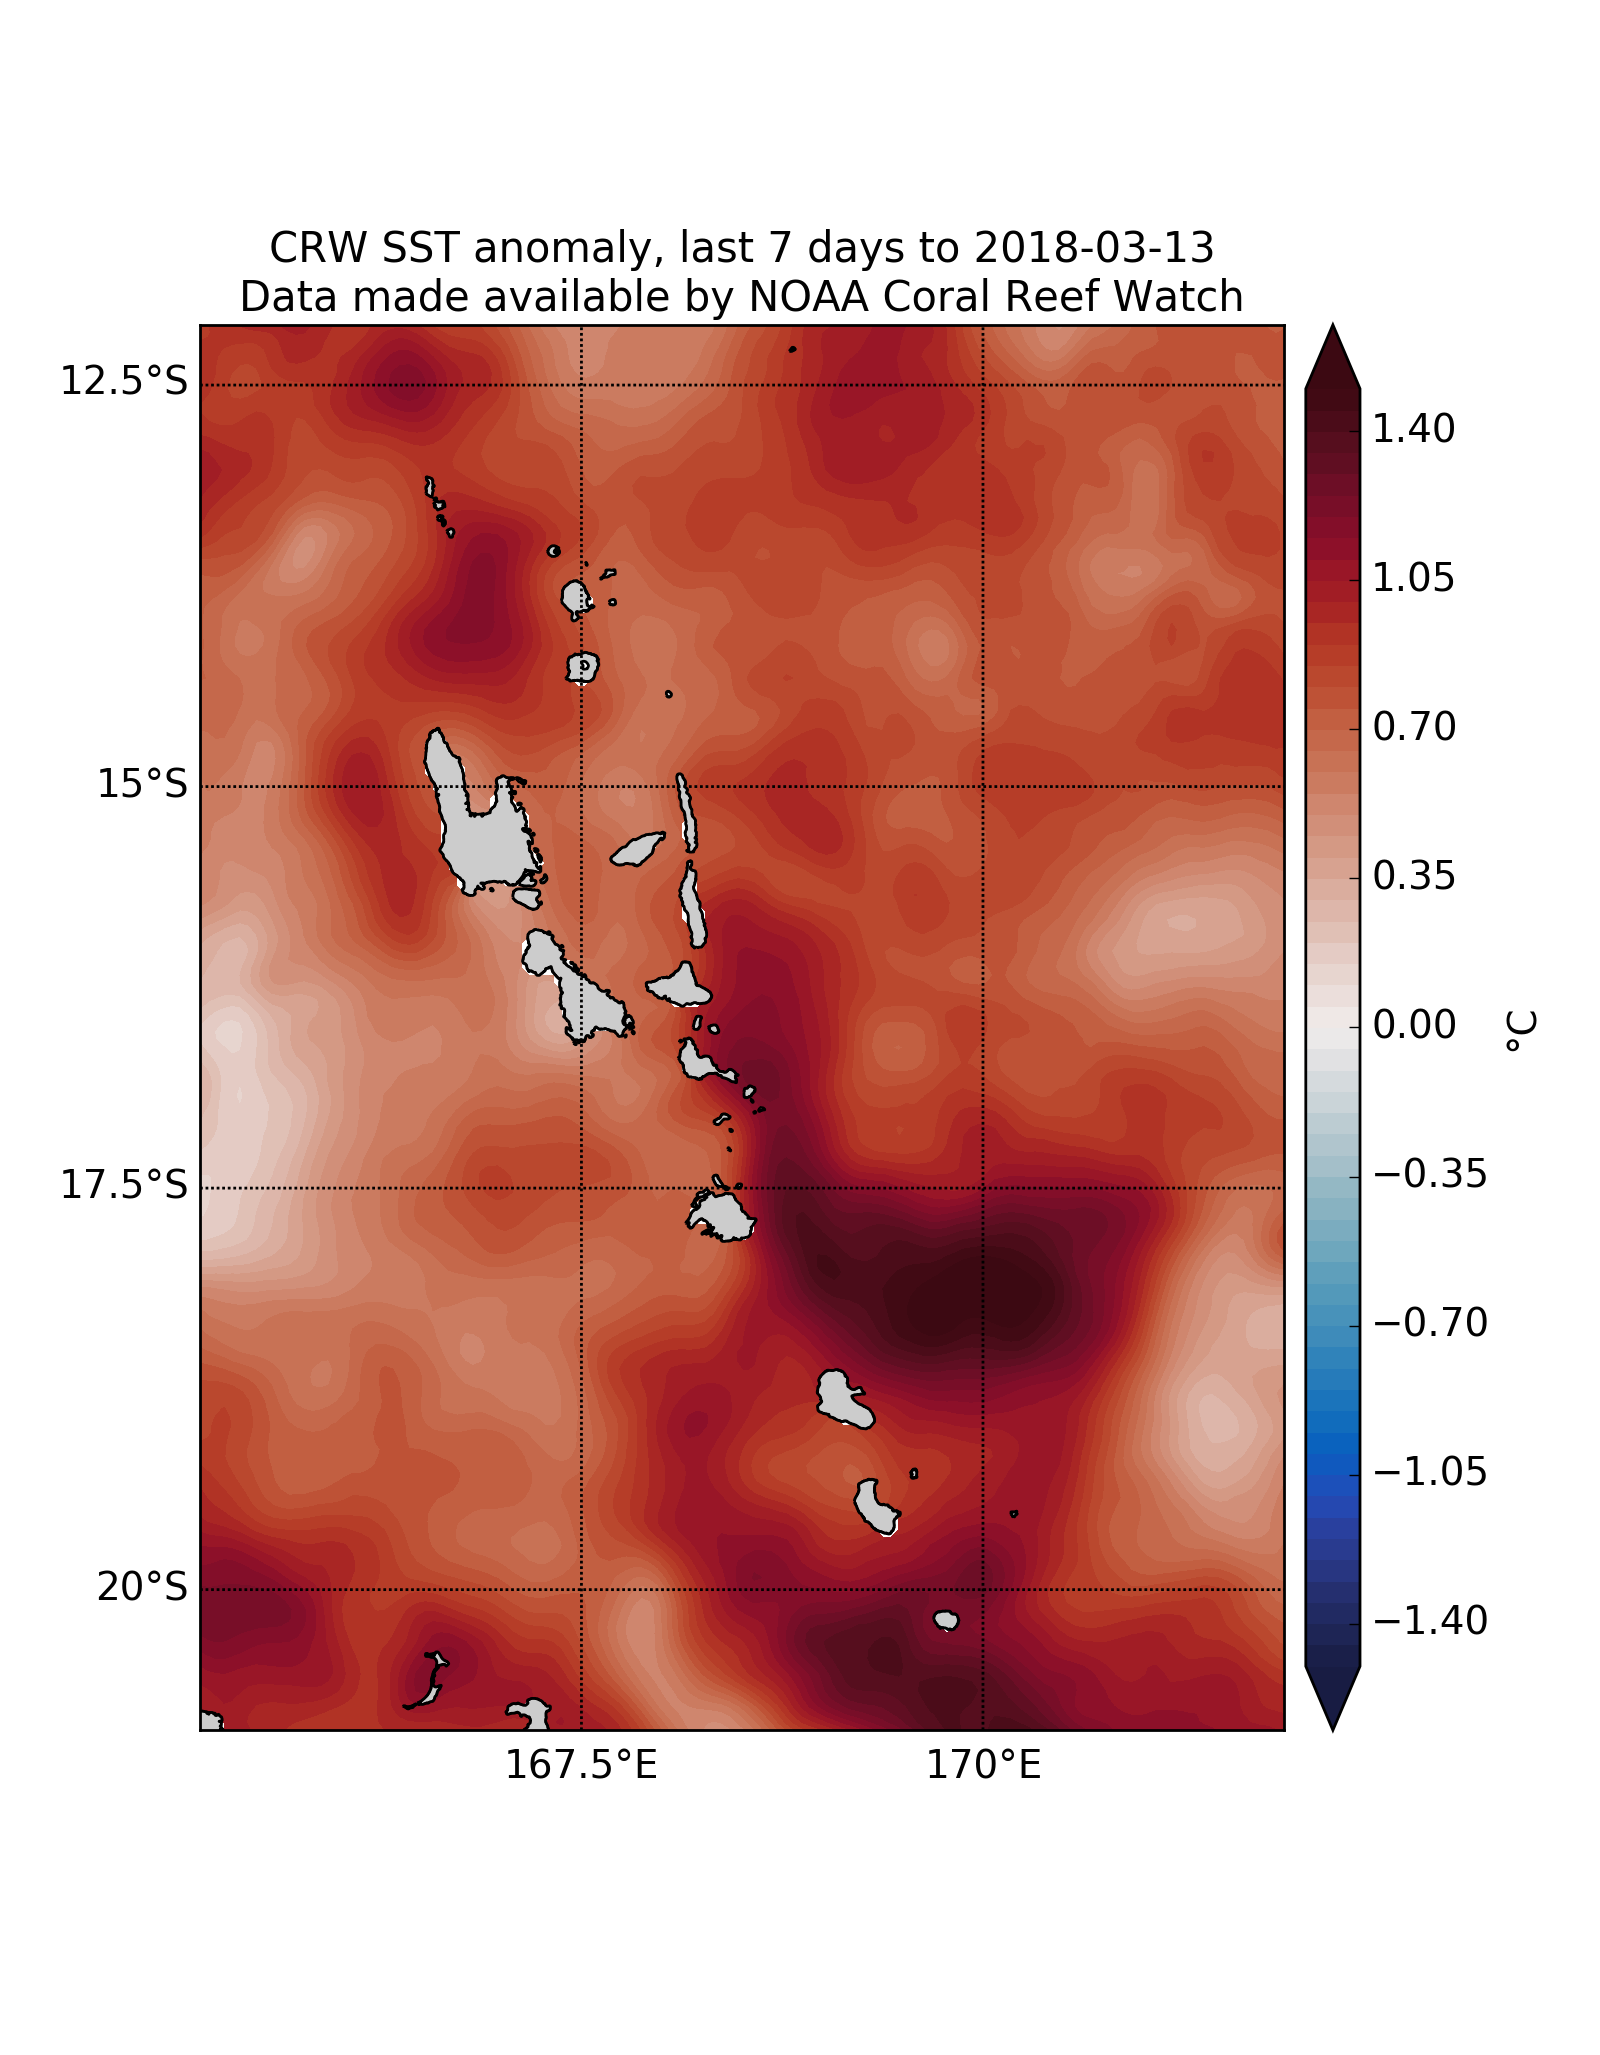 CRW SST anomaly, last 7 days to 2018-03-13
Data made available by NOAA Coral Reef Watch
12.5°S
15°S
17.5°S
20°S
167.5°E
170°E
1.40
1.05
0.70
0.35
0.00
−0.35
−0.70
−1.05
−1.40
°C